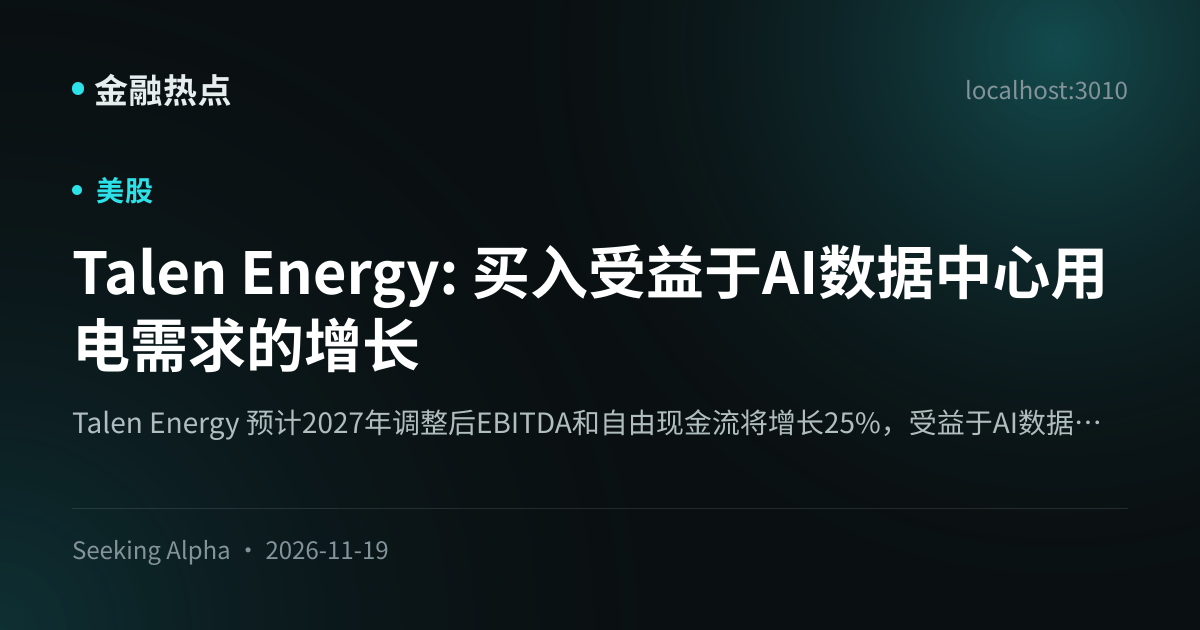 金融热点
localhost:3010
美股
Talen Energy: 买入受益于AI数据中心用
电需求的增长
Talen Energy 预计2027年调整后EBITDA和自由现金流将增长25%，受益于AI数据…
Seeking Alpha • 2026-11-19